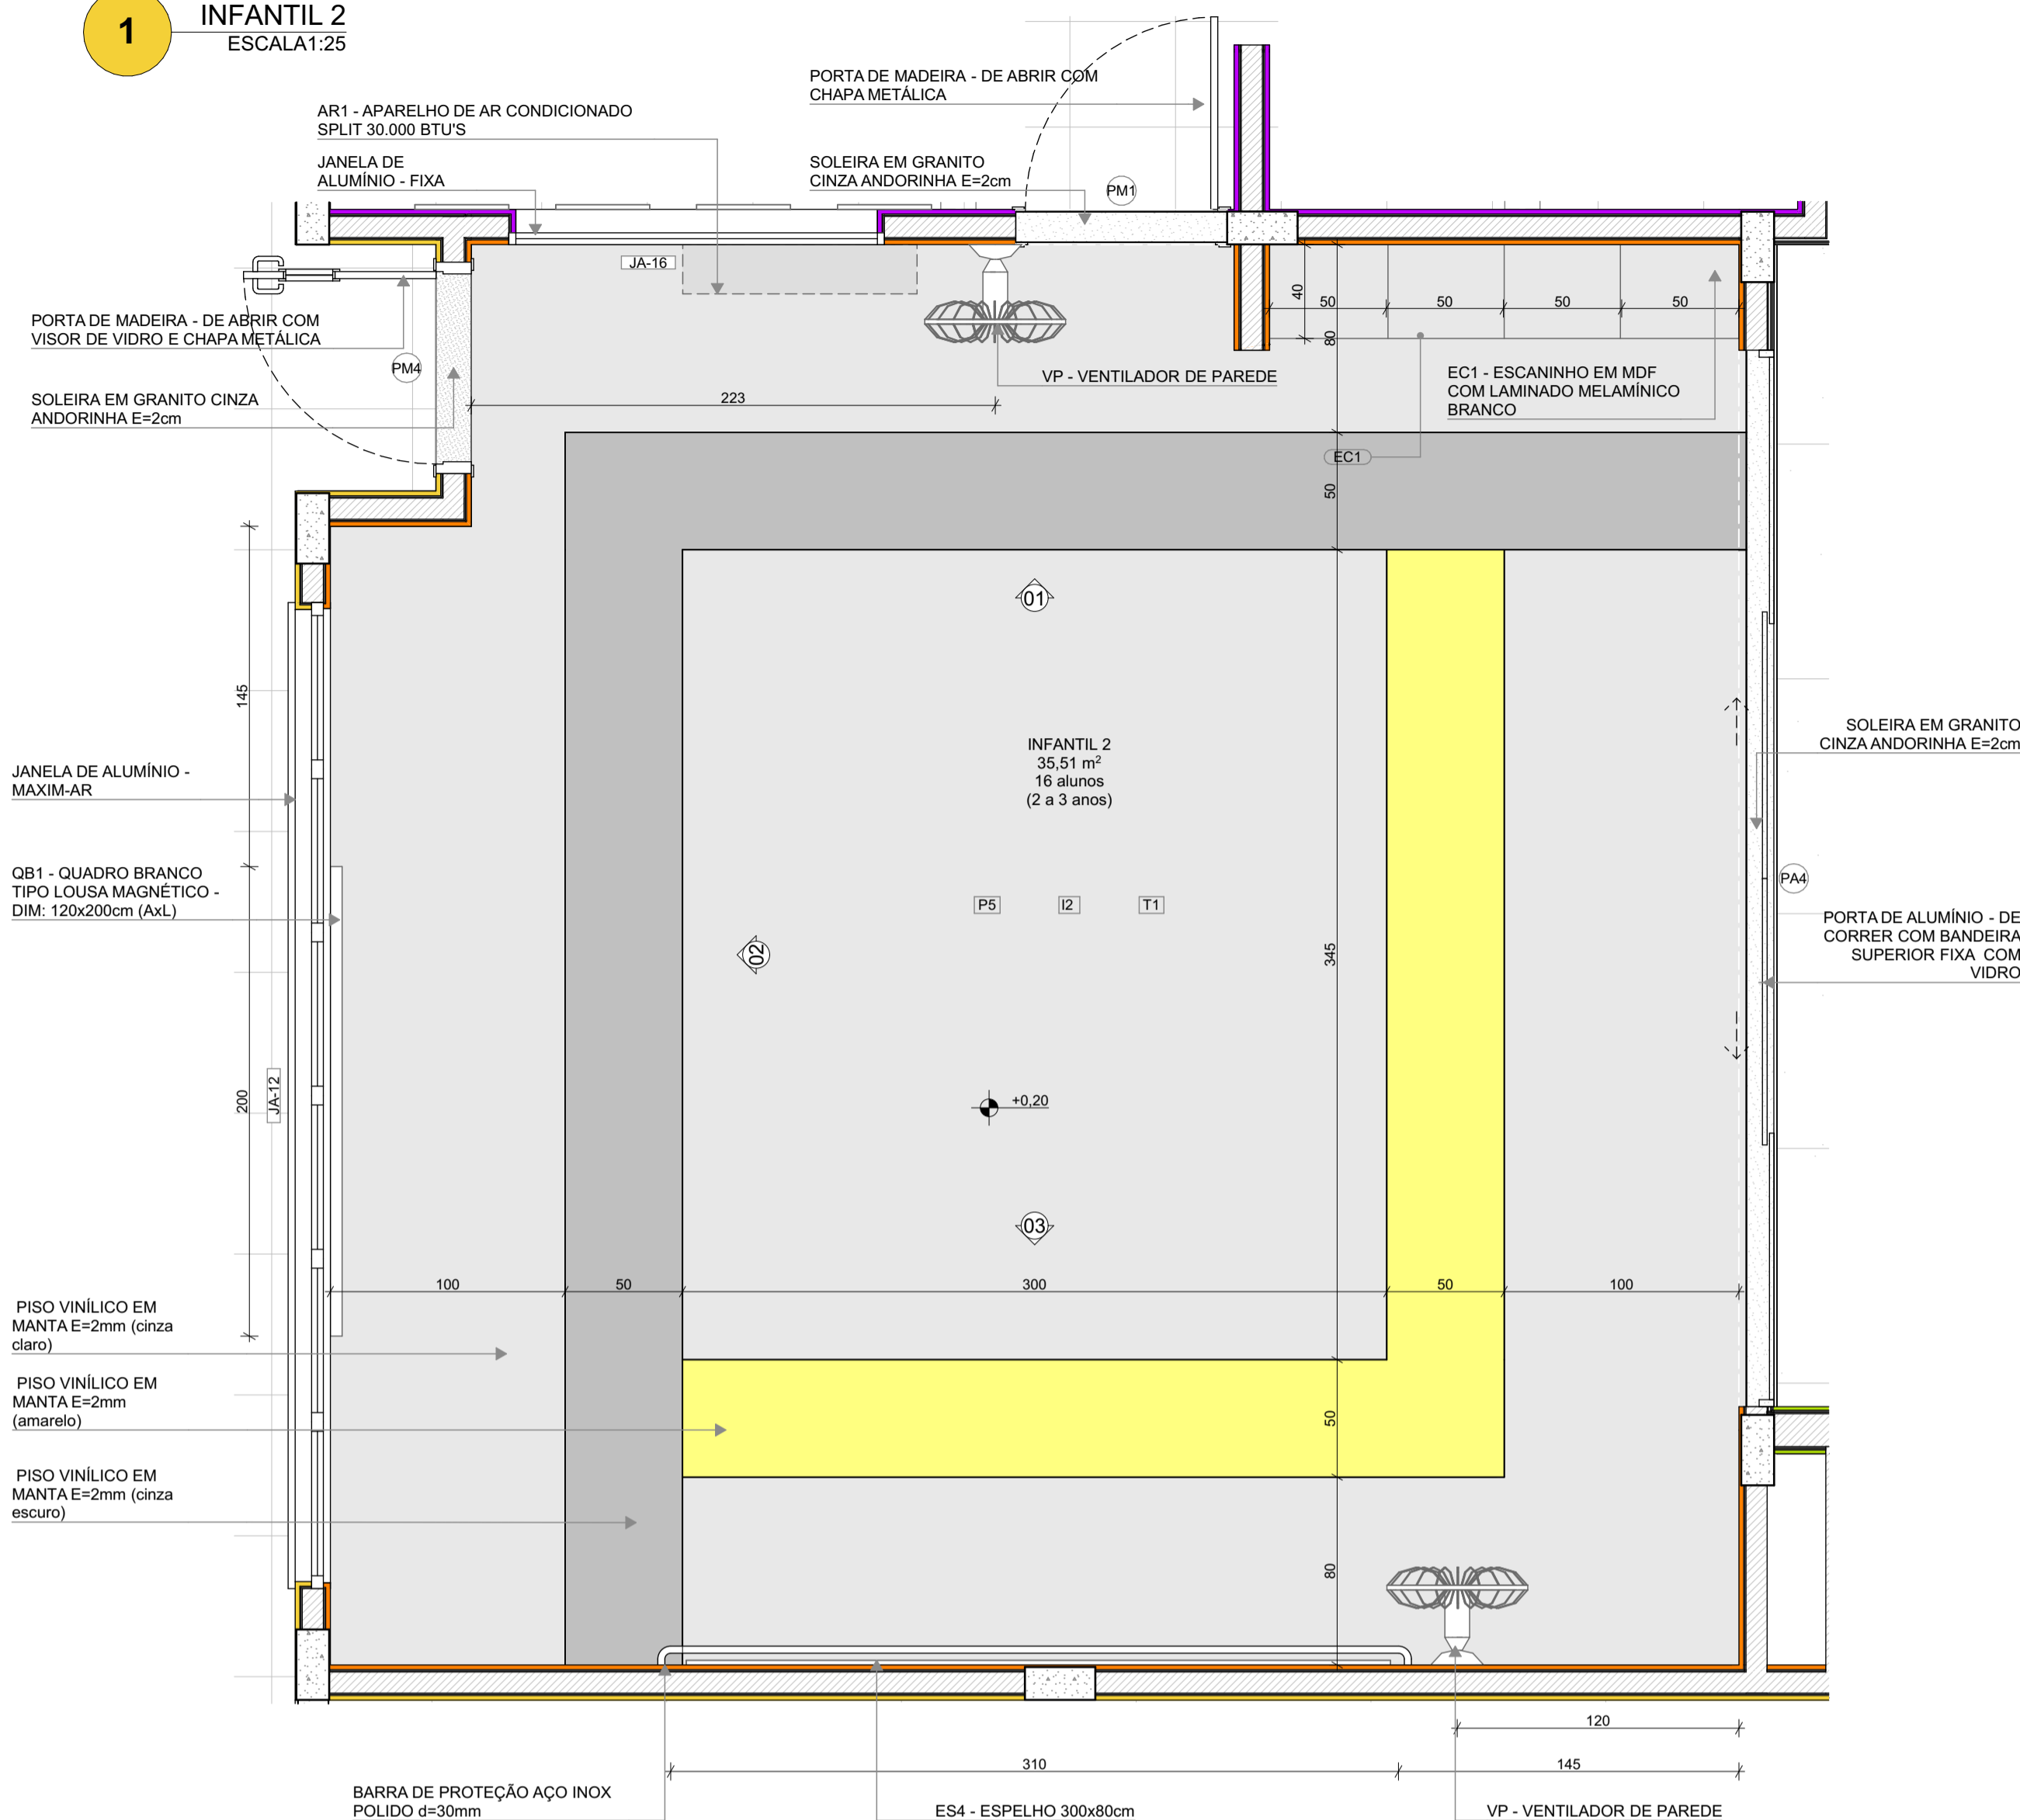 1
INFANTIL 2
ESCALA1:25
PORTA DE MADEIRA - DE ABRIR COM
CHAPA METÁLICA
AR1 - APARELHO DE AR CONDICIONADO
SPLIT 30.000 BTU'S
JANELA DE
ALUMÍNIO - FIXA
SOLEIRA EM GRANITO
CINZA ANDORINHA E=2cm
PM1
JA-16
40
50
50
50
50
80
PORTA DE MADEIRA - DE ABRIR COM
VISOR DE VIDRO E CHAPA METÁLICA
PM4
VP - VENTILADOR DE PAREDE
EC1 - ESCANINHO EM MDF
COM LAMINADO MELAMÍNICO
BRANCO
SOLEIRA EM GRANITO CINZA
ANDORINHA E=2cm
223
EC1
50
01
145
INFANTIL 2
35,51 m²
16 alunos
(2 a 3 anos)
SOLEIRA EM GRANITO
CINZA ANDORINHA E=2cm
JANELA DE ALUMÍNIO -
MAXIM-AR
QB1 - QUADRO BRANCO
TIPO LOUSA MAGNÉTICO -
DIM: 120x200cm (AxL)
PA4
P5
I2
T1
PORTA DE ALUMÍNIO - DE
CORRER COM BANDEIRA
SUPERIOR FIXA COM
VIDRO
02
345
200
JA-12
+0,20
03
100
50
300
50
100
PISO VINÍLICO EM
MANTA E=2mm (cinza
claro)
PISO VINÍLICO EM
MANTA E=2mm
(amarelo)
50
PISO VINÍLICO EM
MANTA E=2mm (cinza
escuro)
80
120
310
145
BARRA DE PROTEÇÃO AÇO INOX
POLIDO d=30mm
ES4 - ESPELHO 300x80cm
VP - VENTILADOR DE PAREDE